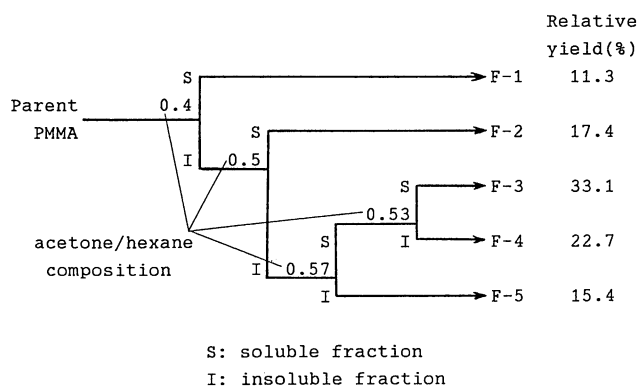 Relative
yield(%)
S F-1 11.3
Parent 0.4
PMMA
S F-2 17.4
I 0.5
S F-3 33.1
0.53
acetone/hexane S I F-4 22.7
composition
I 0.57
I F-5 15.4
S: soluble fraction
I: insoluble fraction